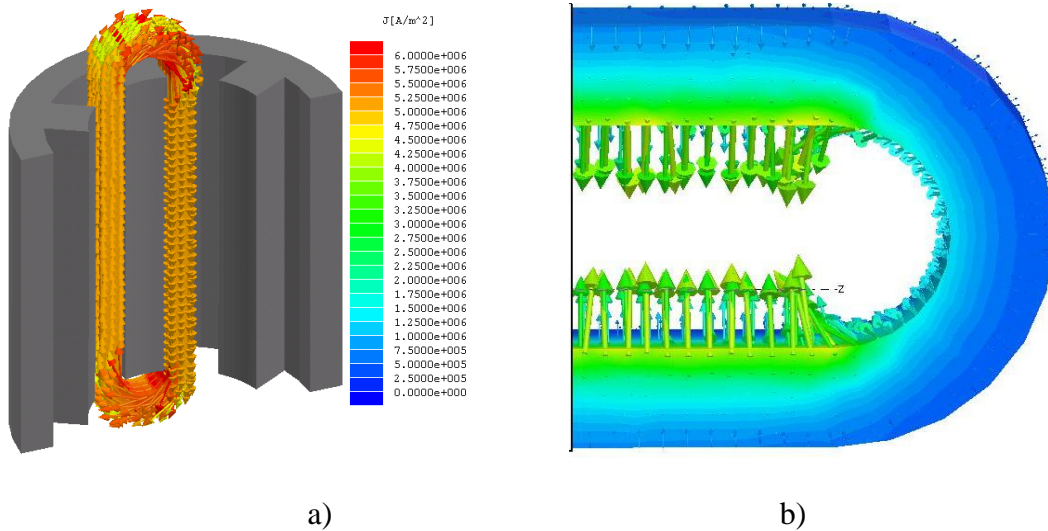 J[A/m^2]
6.0000e+006
5.7500e+006
5.5000e+006
5.2500e+006
5.0000e+006
4.7500e+006
4.5000e+006
4.2500e+006
4.0000e+006
3.7500e+006
3.5000e+006
3.2500e+006
3.0000e+006
2.7500e+006
2.5000e+006
2.2500e+006
2.0000e+006
1.7500e+006
1.5000e+006
1.2500e+006
1.0000e+006
7.5000e+005
5.0000e+005
2.5000e+005
0.0000e+000
-Z
a)
b)